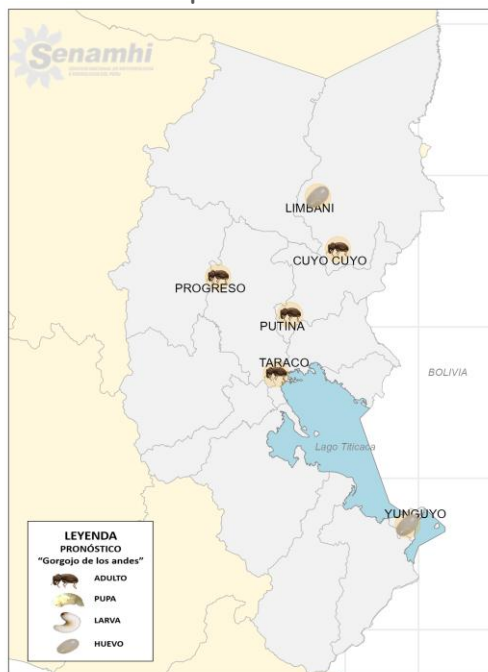 Senamhi
LIMBANI
CUYO CUYO
PROGRESO
PUTINA
TARACO
BOLIVIA
Lago Titicaca
YUNGUYO
LEYENDA
PRONÓSTICO
"Gorgojo de los andes"
ADULTO
PUPA
LARVA
HUEVO